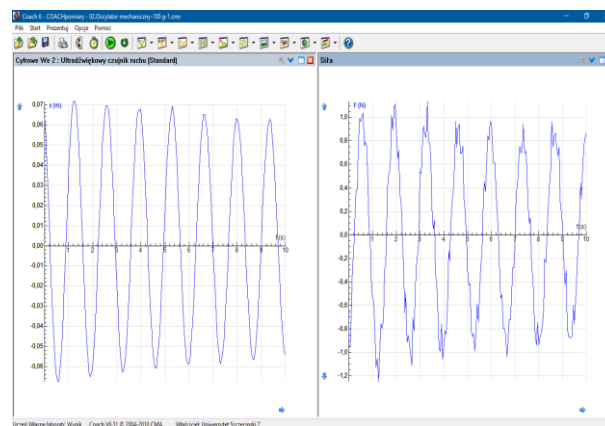 Coach 6 - COACHpomiary - 02.Oscylator mechaniczny-100 g-1.cmr
Plik Start Prezentuj Opcje Pomoc
Cyfrowe We 2 : Ultradźwiękowy czujnik ruchu (Standard)
Siła
x (m)
0,07
0,06
0,05
0,04
0,03
0,02
0,01
0,00
-0,01
-0,02
-0,03
-0,04
-0,05
-0,06
1 2 3 4 5 6 7 8 9 10
t (s)
F (N)
1,0
0,8
0,6
0,4
0,2
0,0
-0,2
-0,4
-0,6
-0,8
-1,0
-1,2
1 2 3 4 5 6 7 8 9 10
t (s)
Uczeń Własne laborato Wynik Coach V6.31 © 2004-2010 CMA Właściciel: Uniwersytet Szczeciński 7